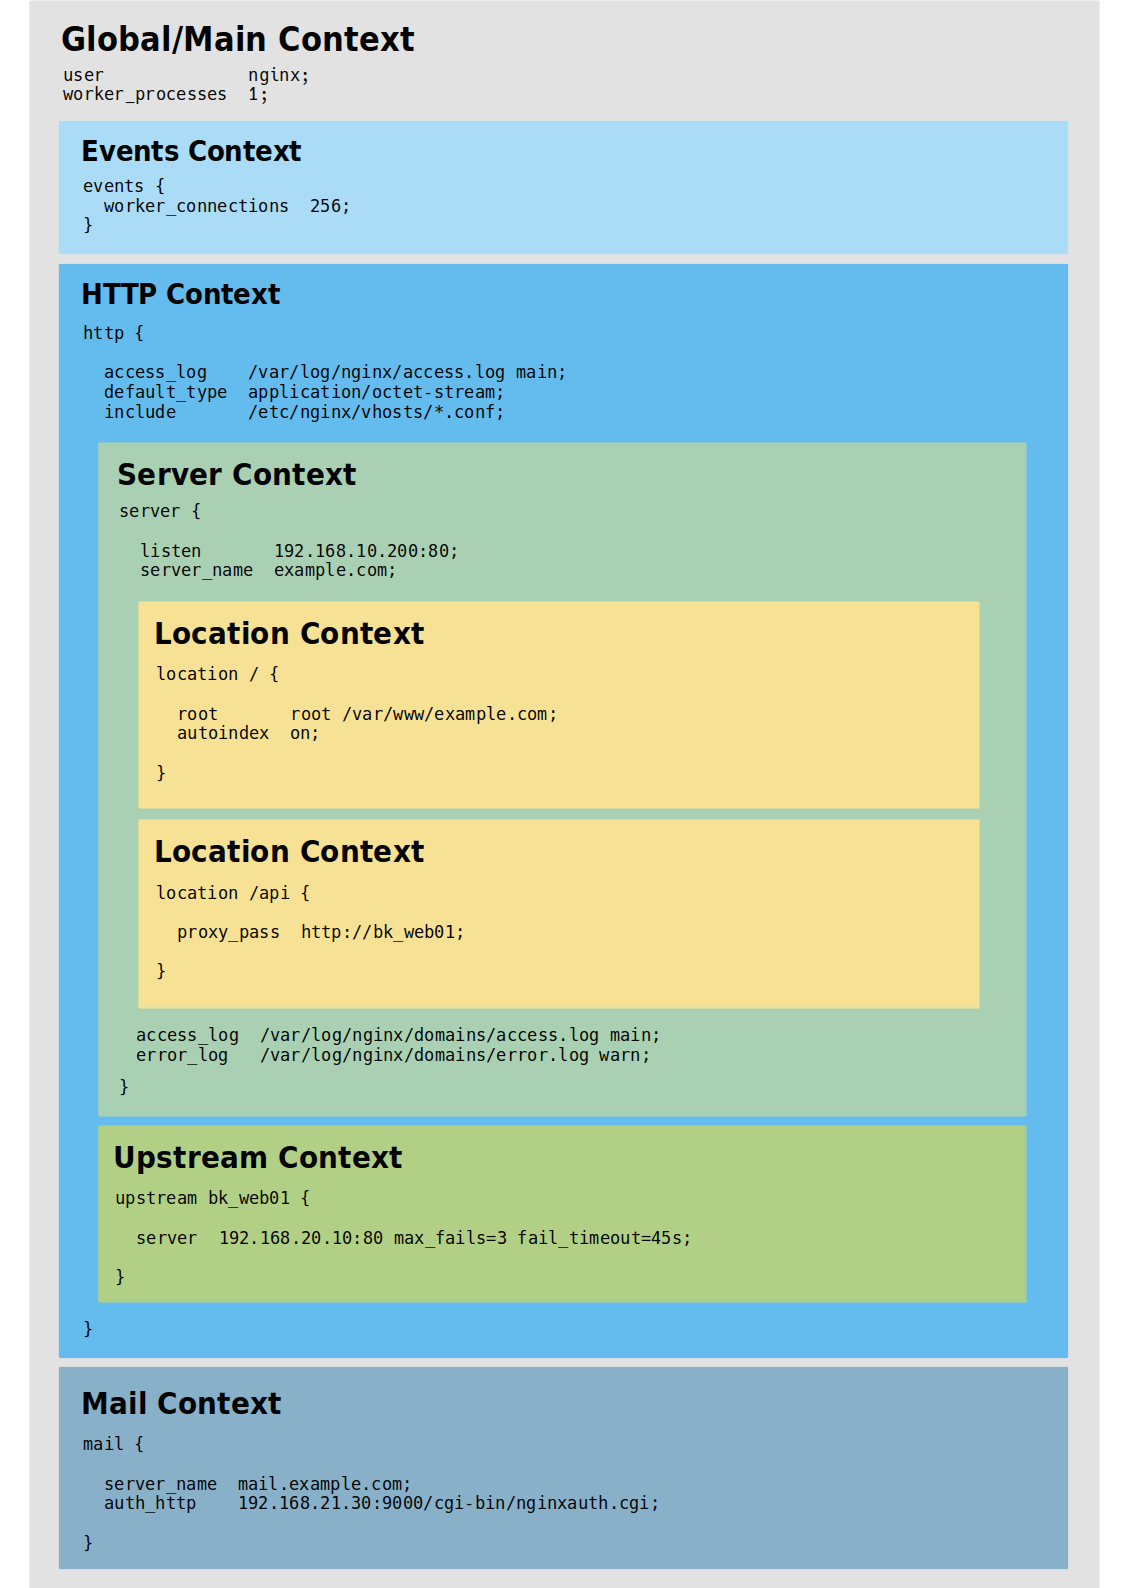 Global/Main Context
user              nginx;
worker_processes  1;
Events Context
events {
  worker_connections  256;
}
HTTP Context
http {
  access_log    /var/log/nginx/access.log main;
  default_type  application/octet-stream;
  include       /etc/nginx/vhosts/*.conf;
Server Context
server {
  listen       192.168.10.200:80;
  server_name  example.com;
Location Context
location / {
  root       root /var/www/example.com;
  autoindex  on;
}
Location Context
location /api {
  proxy_pass  http://bk_web01;
}
access_log  /var/log/nginx/domains/access.log main;
error_log   /var/log/nginx/domains/error.log warn;
}
Upstream Context
upstream bk_web01 {
  server  192.168.20.10:80 max_fails=3 fail_timeout=45s;
}
}
Mail Context
mail {
  server_name  mail.example.com;
  auth_http    192.168.21.30:9000/cgi-bin/nginxauth.cgi;
}